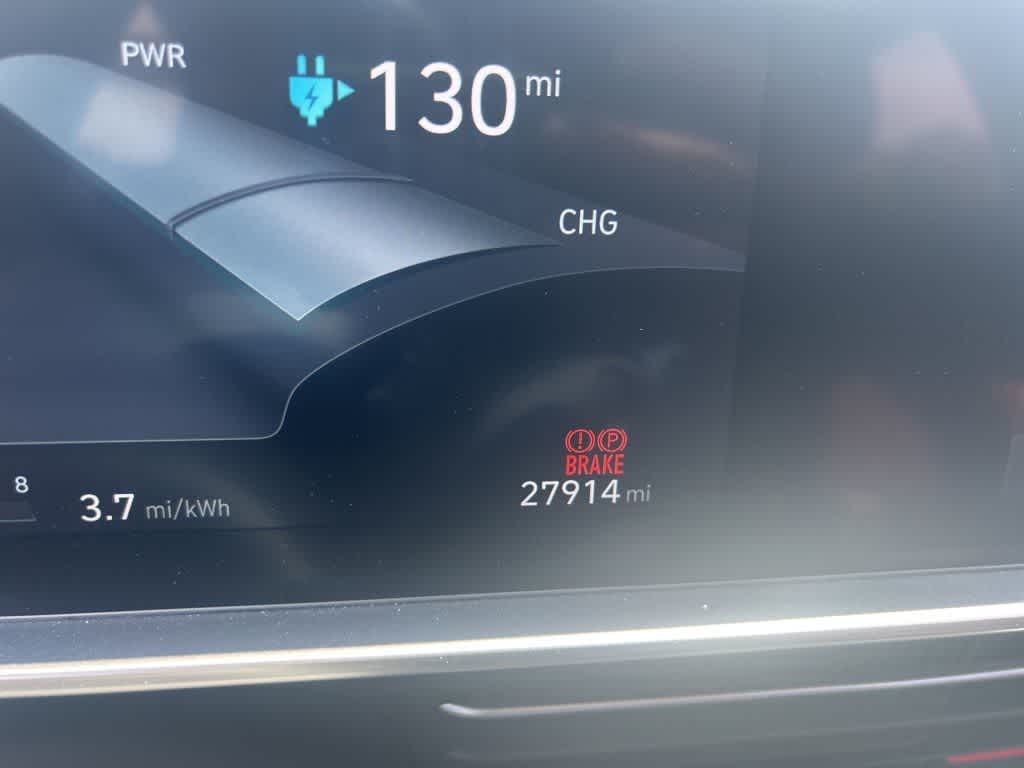 PWR
130 mi
CHG
! P
BRAKE
8
3.7 mi/kWh
27914 mi